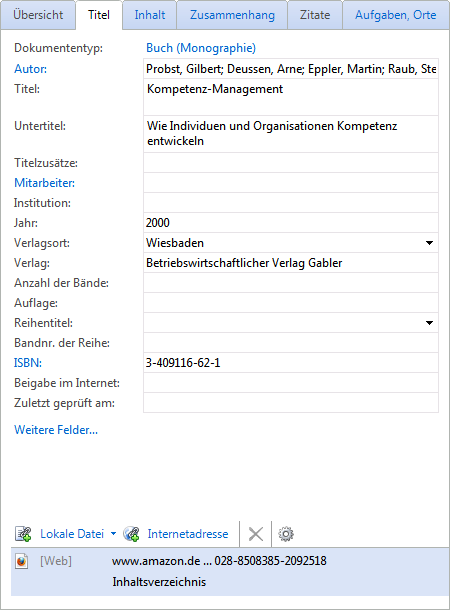 Übersicht Titel Inhalt Zusammenhang Zitate Aufgaben, Orte
Dokumententyp: Buch (Monographie)
Autor: Probst, Gilbert; Deussen, Arne; Eppler, Martin; Raub, Ste
Titel: Kompetenz-Management
Untertitel: Wie Individuen und Organisationen Kompetenz
entwickeln
Titelzusätze:
Mitarbeiter:
Institution:
Jahr: 2000
Verlagsort: Wiesbaden
Verlag: Betriebswirtschaftlicher Verlag Gabler
Anzahl der Bände:
Auflage:
Reihentitel:
Bandnr. der Reihe:
ISBN: 3-409116-62-1
Beigabe im Internet:
Zuletzt geprüft am:
Weitere Felder...
Lokale Datei Internetadresse
[Web] www.amazon.de ... 028-8508385-2092518
Inhaltsverzeichnis